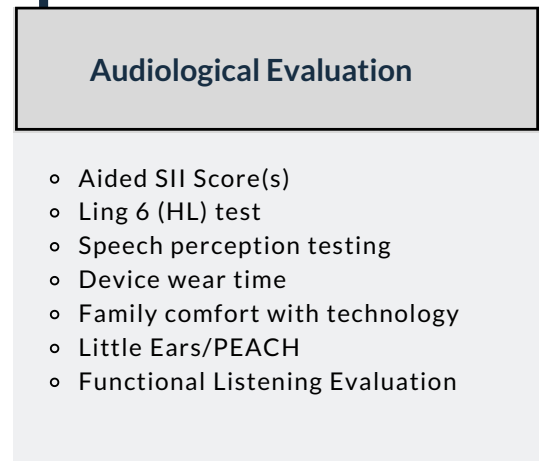 Audiological Evaluation
Aided SII Score(s)
Ling 6 (HL) test
Speech perception testing
Device wear time
Family comfort with technology
Little Ears/PEACH
Functional Listening Evaluation